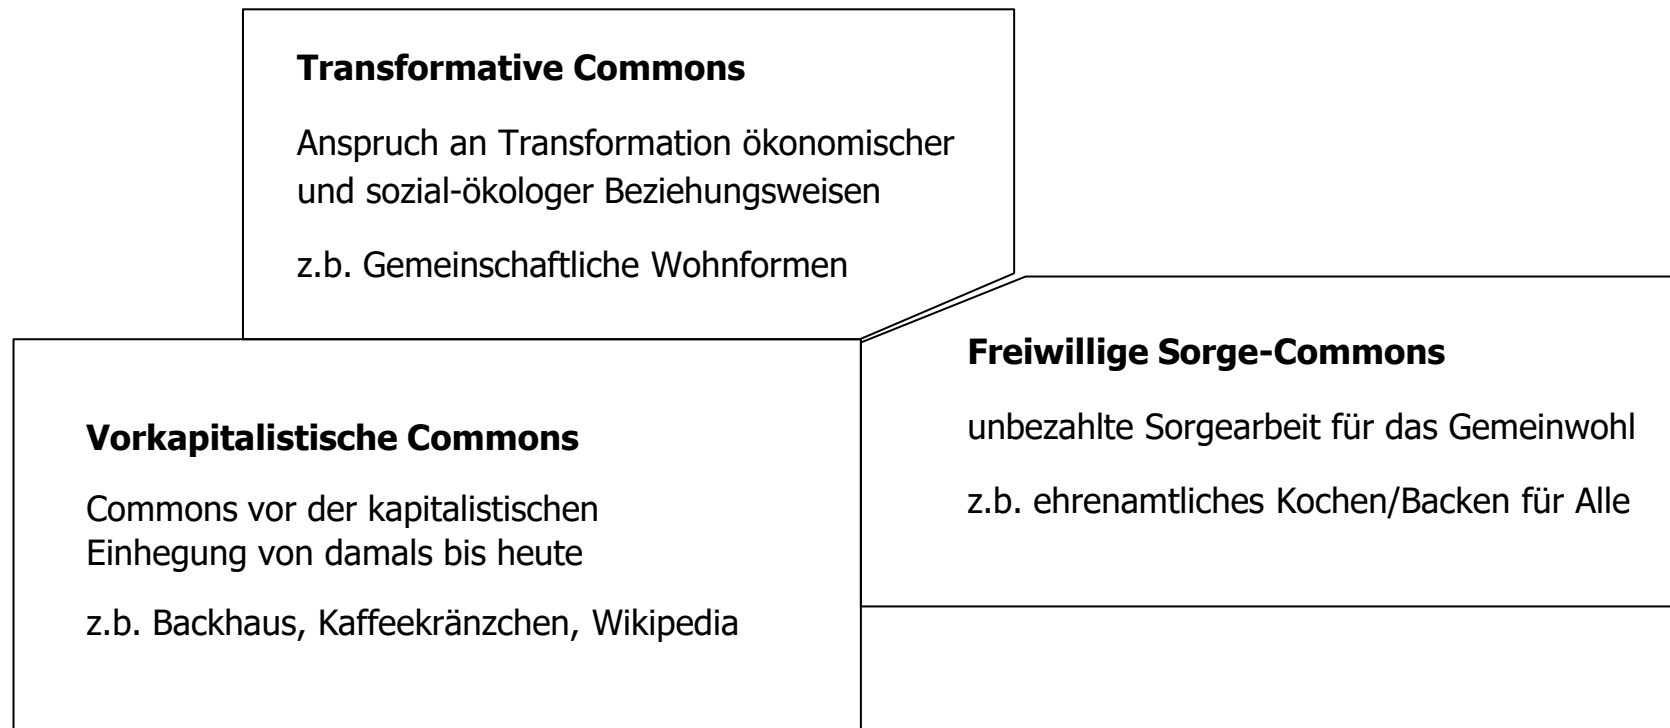 Transformative Commons
Anspruch an Transformation ökonomischer
und sozial-ökologer Beziehungsweisen
z.b. Gemeinschaftliche Wohnformen
Freiwillige Sorge-Commons
unbezahlte Sorgearbeit für das Gemeinwohl
z.b. ehrenamtliches Kochen/Backen für Alle
Vorkapitalistische Commons
Commons vor der kapitalistischen
Einhegung von damals bis heute
z.b. Backhaus, Kaffeekränzchen, Wikipedia